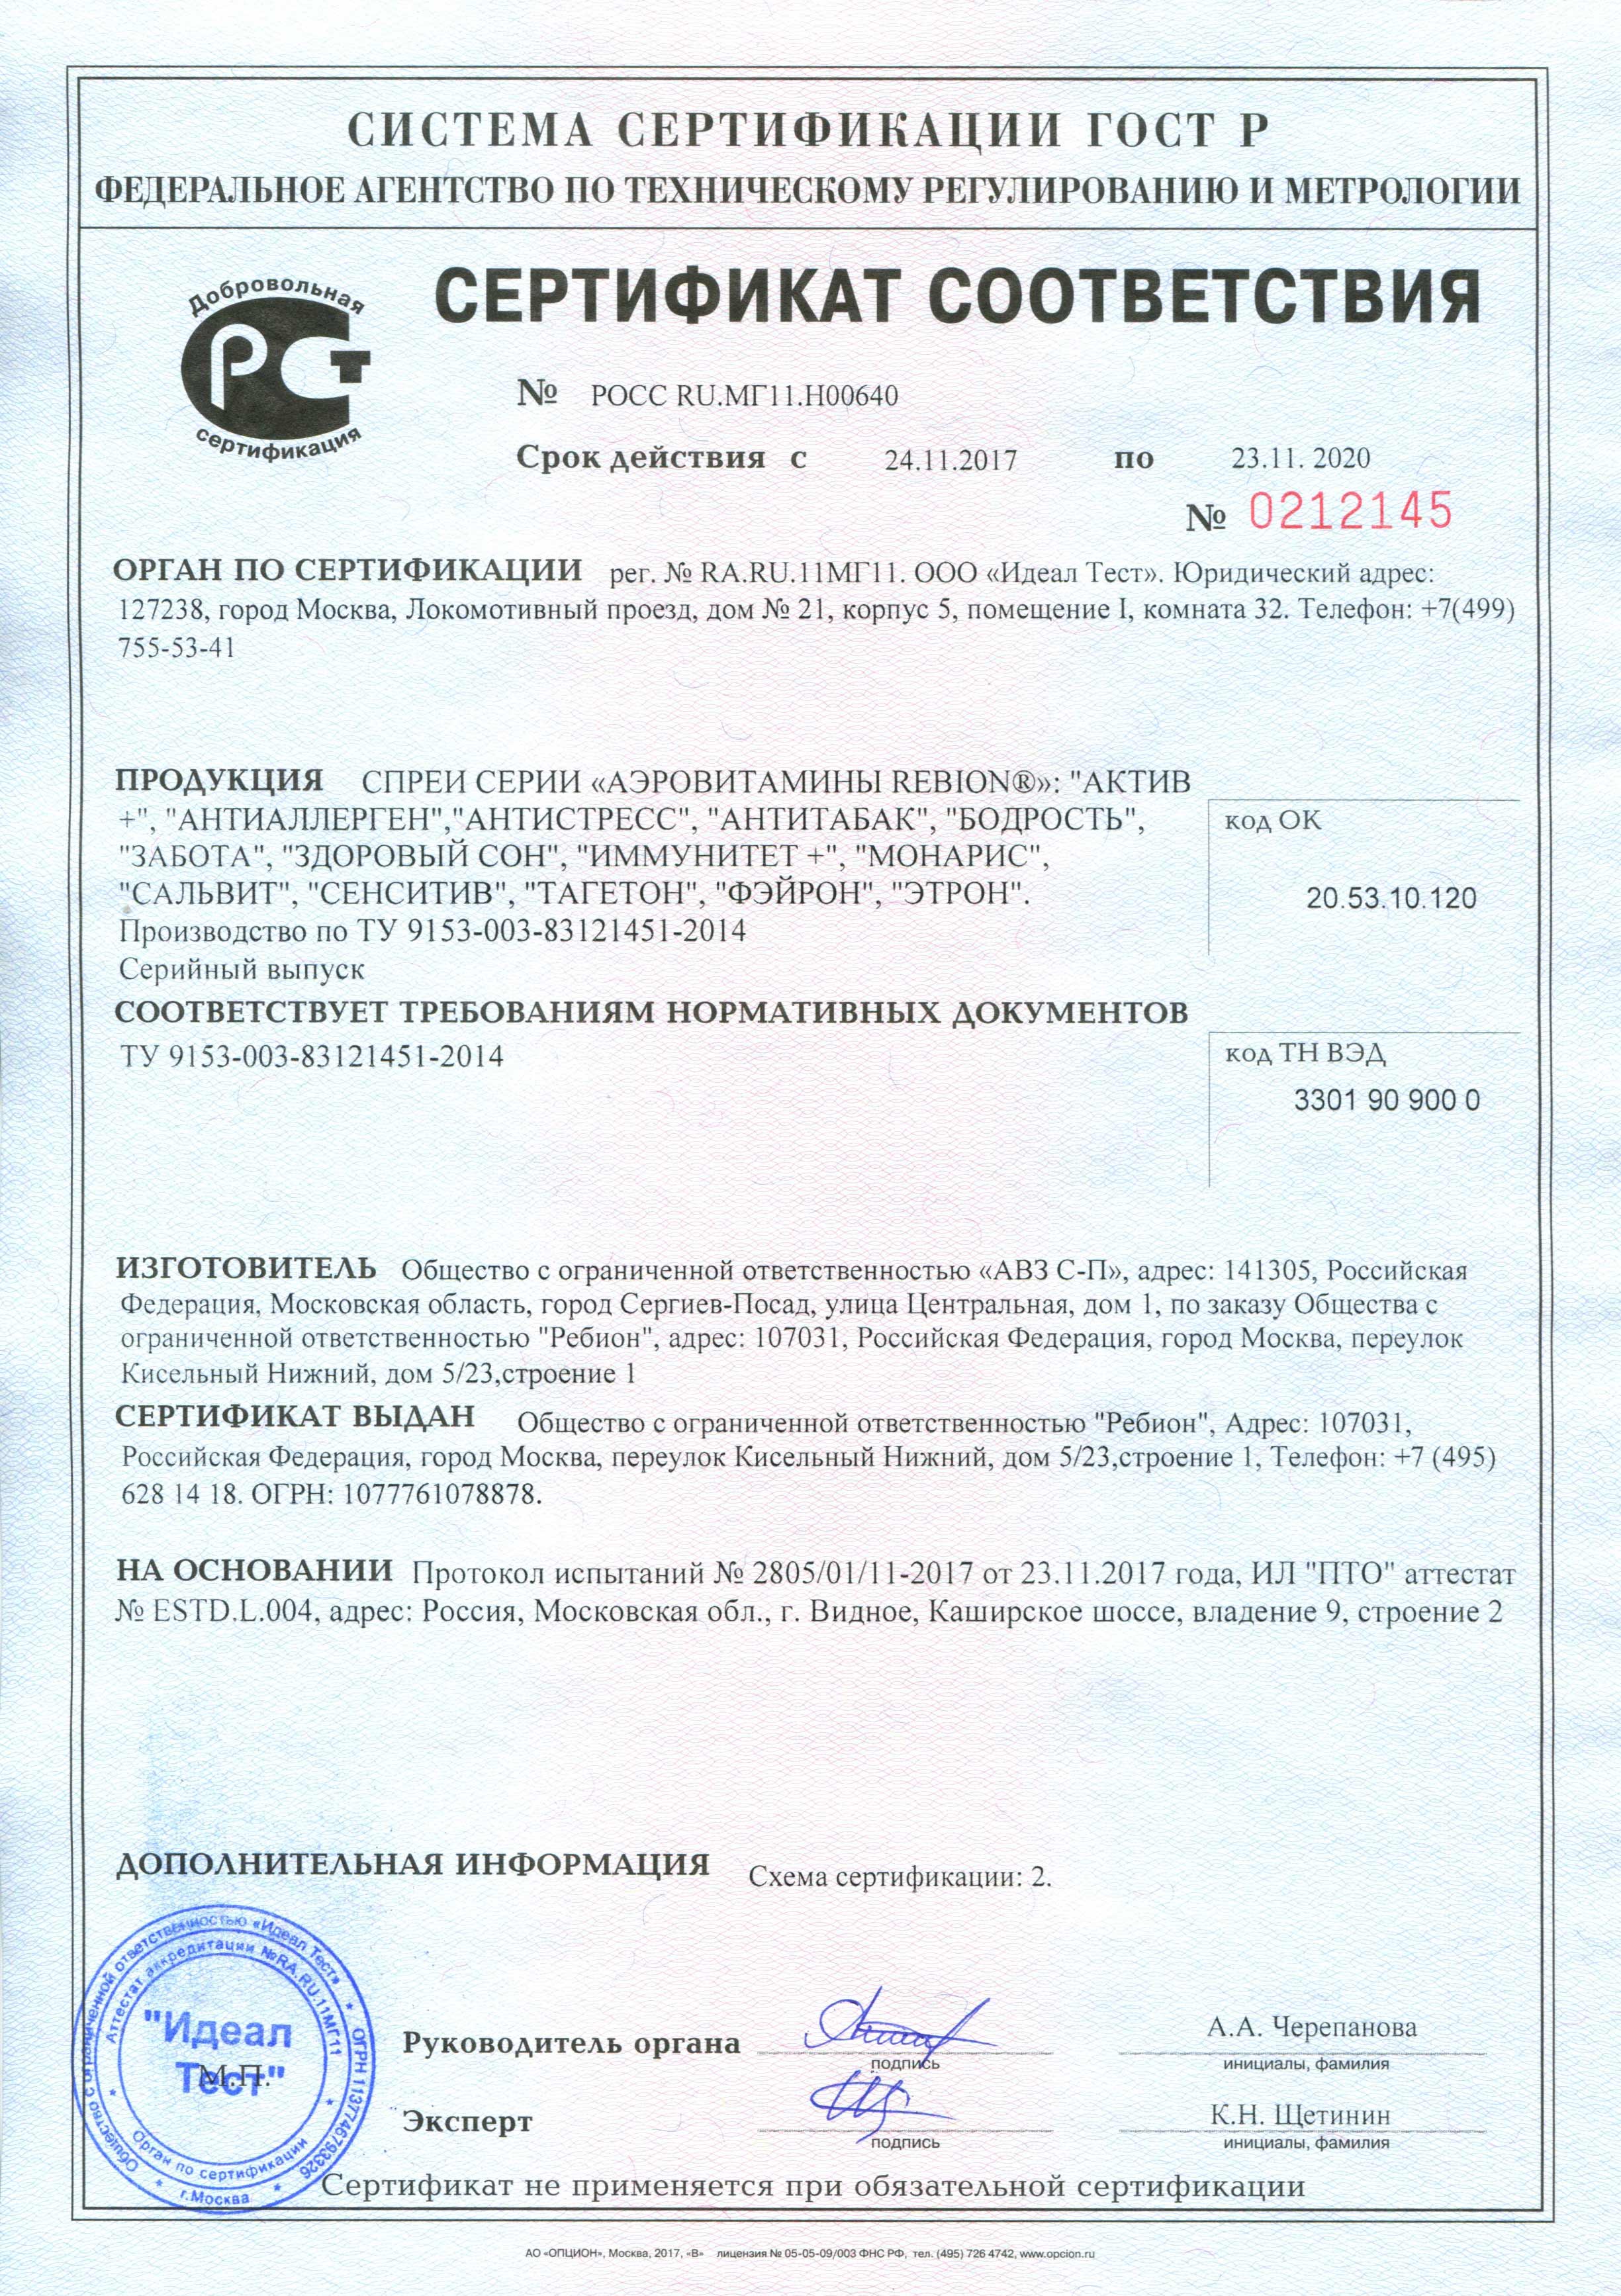 СИСТЕМА СЕРТИФИКАЦИИ ГОСТ Р
ФЕДЕРАЛЬНОЕ АГЕНТСТВО ПО ТЕХНИЧЕСКОМУ РЕГУЛИРОВАНИЮ И МЕТРОЛОГИИ
Добровольная
РСТ
сертификация
СЕРТИФИКАТ СООТВЕТСТВИЯ
№ РОСС RU.МГ11.Н00640
Срок действия с 24.11.2017 по 23.11. 2020
№ 0212145
ОРГАН ПО СЕРТИФИКАЦИИ рег. № RA.RU.11МГ11. ООО «Идеал Тест». Юридический адрес:
127238, город Москва, Локомотивный проезд, дом № 21, корпус 5, помещение I, комната 32. Телефон: +7(499)
755-53-41
ПРОДУКЦИЯ СПРЕИ СЕРИИ «АЭРОВИТАМИНЫ REBION®»: "АКТИВ
+", "АНТИАЛЛЕРГЕН","АНТИСТРЕСС", "АНТИТАБАК", "БОДРОСТЬ",
"ЗАБОТА", "ЗДОРОВЫЙ СОН", "ИММУНИТЕТ +", "МОНАРИС",
"САЛЬВИТ", "СЕНСИТИВ", "ТАГЕТОН", "ФЭЙРОН", "ЭТРОН".
Производство по ТУ 9153-003-83121451-2014
Серийный выпуск
код ОК
20.53.10.120
СООТВЕТСТВУЕТ ТРЕБОВАНИЯМ НОРМАТИВНЫХ ДОКУМЕНТОВ
ТУ 9153-003-83121451-2014
код ТН ВЭД
3301 90 900 0
ИЗГОТОВИТЕЛЬ Общество с ограниченной ответственностью «АВЗ С-П», адрес: 141305, Российская
Федерация, Московская область, город Сергиев-Посад, улица Центральная, дом 1, по заказу Общества с
ограниченной ответственностью "Ребион", адрес: 107031, Российская Федерация, город Москва, переулок
Кисельный Нижний, дом 5/23,строение 1
СЕРТИФИКАТ ВЫДАН Общество с ограниченной ответственностью "Ребион", Адрес: 107031,
Российская Федерация, город Москва, переулок Кисельный Нижний, дом 5/23,строение 1, Телефон: +7 (495)
628 14 18. ОГРН: 1077761078878.
НА ОСНОВАНИИ Протокол испытаний № 2805/01/11-2017 от 23.11.2017 года, ИЛ "ПТО" аттестат
№ ESTD.L.004, адрес: Россия, Московская обл., г. Видное, Каширское шоссе, владение 9, строение 2
ДОПОЛНИТЕЛЬНАЯ ИНФОРМАЦИЯ Схема сертификации: 2.
Общество с ограниченной ответственностью «Идеал Тест» * ОГРН 1137746793326 * г.Москва *
Аттестат аккредитации №RA.RU.11МГ11 * Орган по сертификации *
"Идеал
Тест"
М.П.
Руководитель органа
подпись
А.А. Черепанова
инициалы, фамилия
Эксперт
подпись
К.Н. Щетинин
инициалы, фамилия
Сертификат не применяется при обязательной сертификации
АО «ОПЦИОН», Москва, 2017, «В» лицензия № 05-05-09/003 ФНС РФ, тел. (495) 726 4742, www.opcion.ru